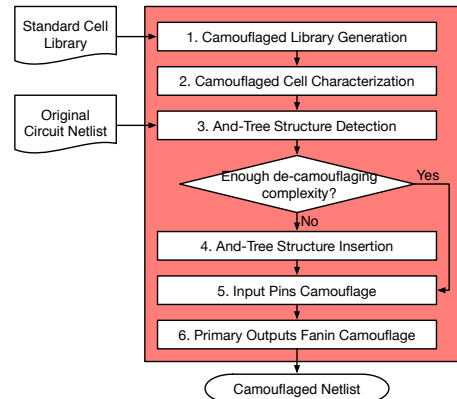 Standard Cell
Library
1. Camouflaged Library Generation
2. Camouflaged Cell Characterization
Original
Circuit Netlist
3. And-Tree Structure Detection
Enough de-camouflaging
complexity?
Yes
No
4. And-Tree Structure Insertion
5. Input Pins Camouflage
6. Primary Outputs Fanin Camouflage
Camouflaged Netlist